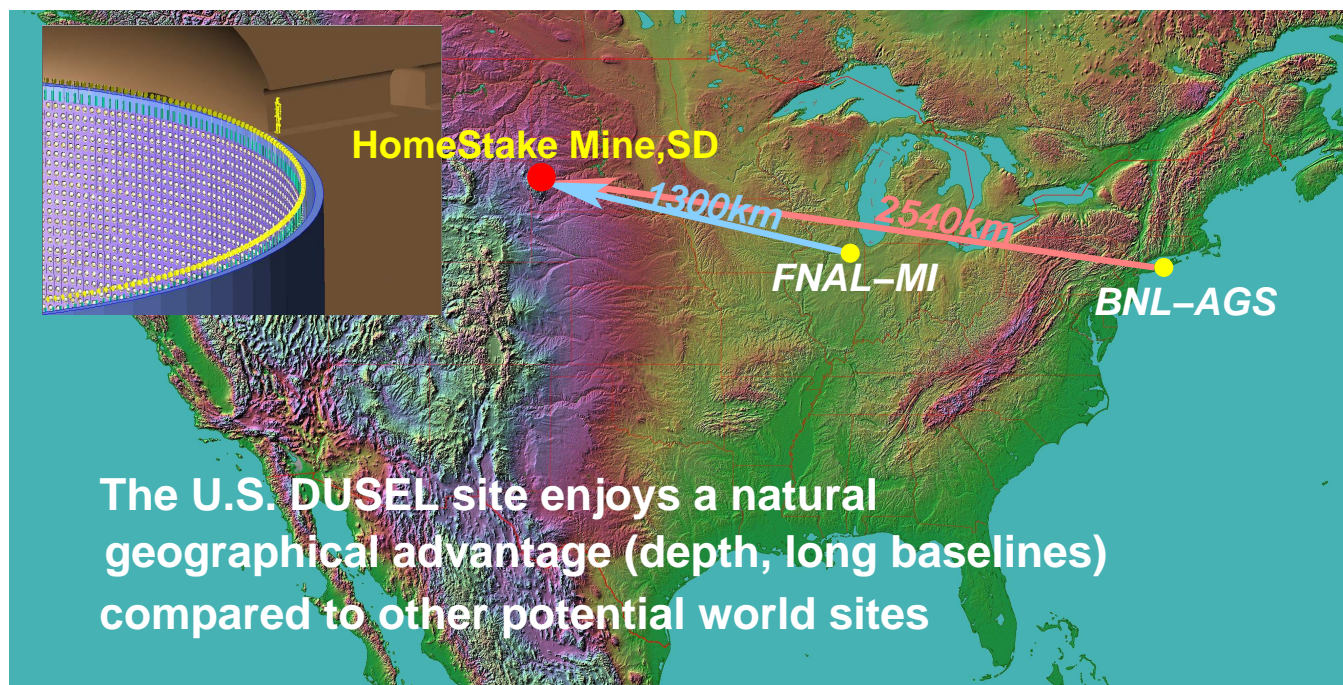 HomeStake Mine,SD
1300km
2540km
FNAL–MI
BNL–AGS
The U.S. DUSEL site enjoys a natural
geographical advantage (depth, long baselines)
compared to other potential world sites